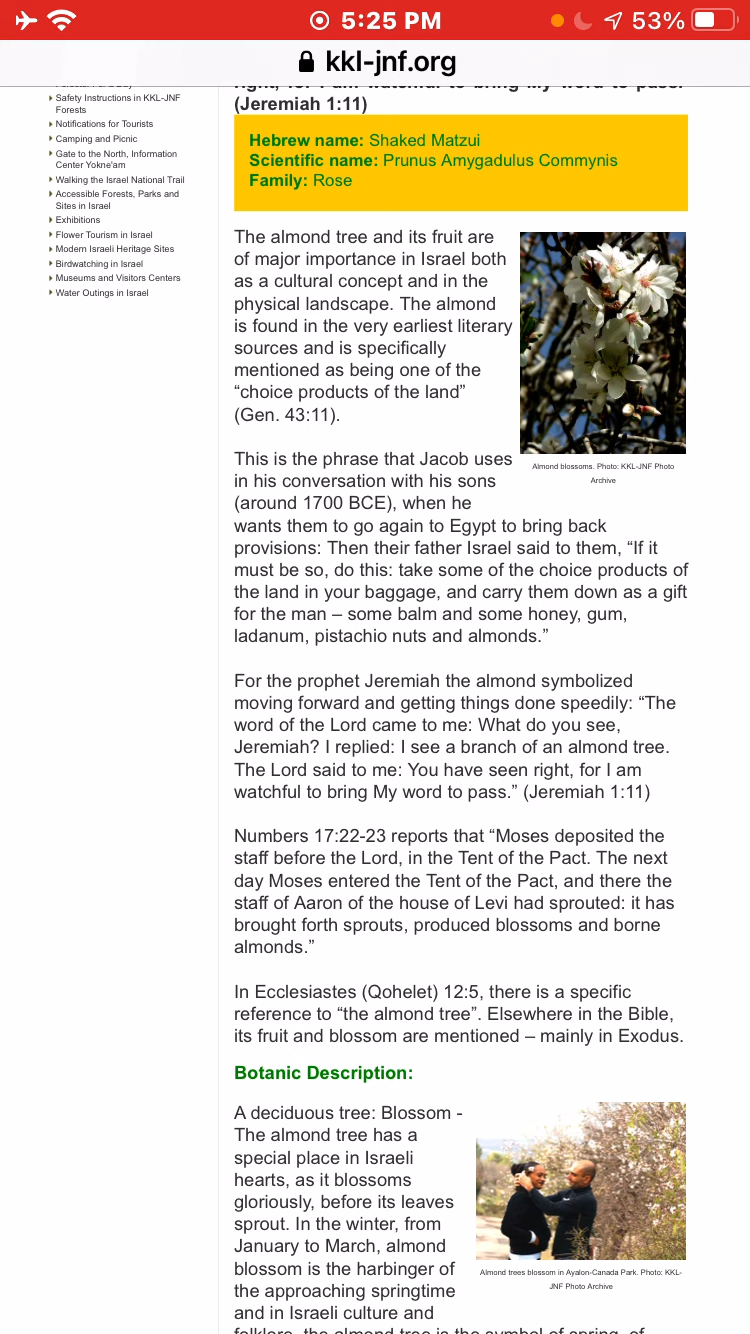 5:25 PM
53%
kkl-jnf.org
Safety Instructions in KKL-JNF
Forests
Notifications for Tourists
Camping and Picnic
Gate to the North, Information
Center Yokne'am
Walking the Israel National Trail
Accessible Forests, Parks and
Sites in Israel
Exhibitions
Flower Tourism in Israel
Modern Israeli Heritage Sites
Birdwatching in Israel
Museums and Visitors Centers
Water Outings in Israel
right, for I am watchful to bring My word to pass.
(Jeremiah 1:11)
Hebrew name: Shaked Matzui
Scientific name: Prunus Amygadulus Commynis
Family: Rose
The almond tree and its fruit are
of major importance in Israel both
as a cultural concept and in the
physical landscape. The almond
is found in the very earliest literary
sources and is specifically
mentioned as being one of the
“choice products of the land”
(Gen. 43:11).
Almond blossoms. Photo: KKL-JNF Photo
Archive
This is the phrase that Jacob uses
in his conversation with his sons
(around 1700 BCE), when he
wants them to go again to Egypt to bring back
provisions: Then their father Israel said to them, “If it
must be so, do this: take some of the choice products of
the land in your baggage, and carry them down as a gift
for the man – some balm and some honey, gum,
ladanum, pistachio nuts and almonds.”
For the prophet Jeremiah the almond symbolized
moving forward and getting things done speedily: “The
word of the Lord came to me: What do you see,
Jeremiah? I replied: I see a branch of an almond tree.
The Lord said to me: You have seen right, for I am
watchful to bring My word to pass.” (Jeremiah 1:11)
Numbers 17:22-23 reports that “Moses deposited the
staff before the Lord, in the Tent of the Pact. The next
day Moses entered the Tent of the Pact, and there the
staff of Aaron of the house of Levi had sprouted: it has
brought forth sprouts, produced blossoms and borne
almonds.”
In Ecclesiastes (Qohelet) 12:5, there is a specific
reference to “the almond tree”. Elsewhere in the Bible,
its fruit and blossom are mentioned – mainly in Exodus.
Botanic Description:
A deciduous tree: Blossom -
The almond tree has a
special place in Israeli
hearts, as it blossoms
gloriously, before its leaves
sprout. In the winter, from
January to March, almond
blossom is the harbinger of
the approaching springtime
and in Israeli culture and
folklore, the almond tree is the symbol of spring, of
Almond trees blossom in Ayalon-Canada Park. Photo: KKL-
JNF Photo Archive